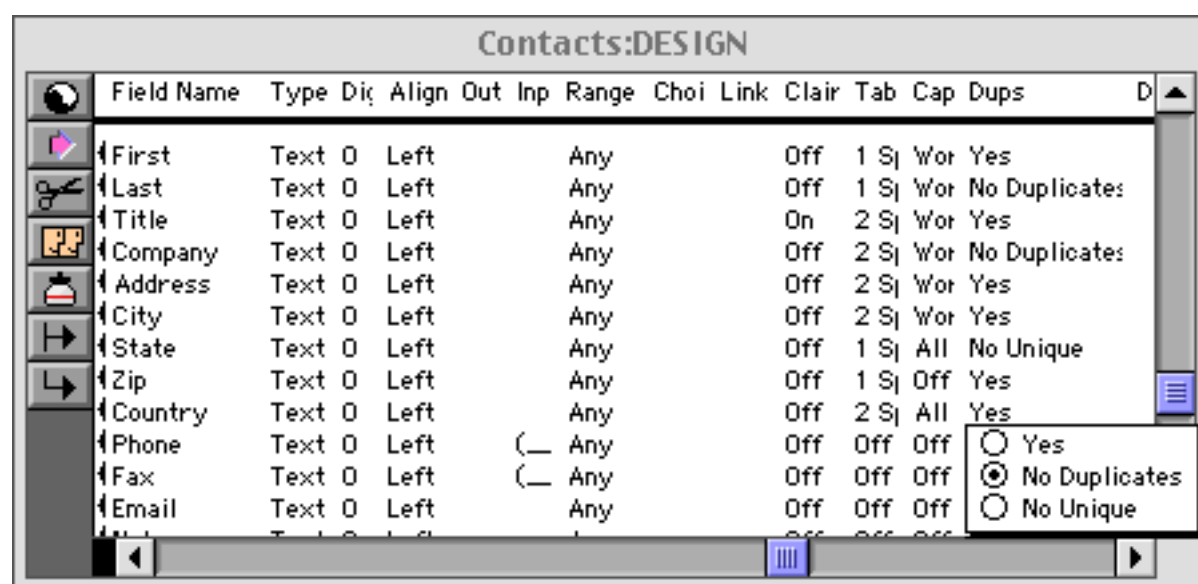 Contacts:DESIGN
Field Name Type Dig Align Out Inp Range Choi Link Clair Tab Cap Dups D
First Text 0 Left Any Off 1 Wor Yes
Last Text 0 Left Any Off 1 Wor No Duplicates
Title Text 0 Left Any On 2 Wor Yes
Company Text 0 Left Any Off 2 Wor No Duplicates
Address Text 0 Left Any Off 2 Wor Yes
City Text 0 Left Any Off 2 Wor Yes
State Text 0 Left Any Off 1 All No Unique
Zip Text 0 Left Any Off 1 Off Yes
Country Text 0 Left Any Off 2 All Yes
Phone Text 0 Left (_ Any Off Off Off Yes
Fax Text 0 Left (_ Any Off Off Off No Duplicates
Email Text 0 Left Any Off Off Off No Unique